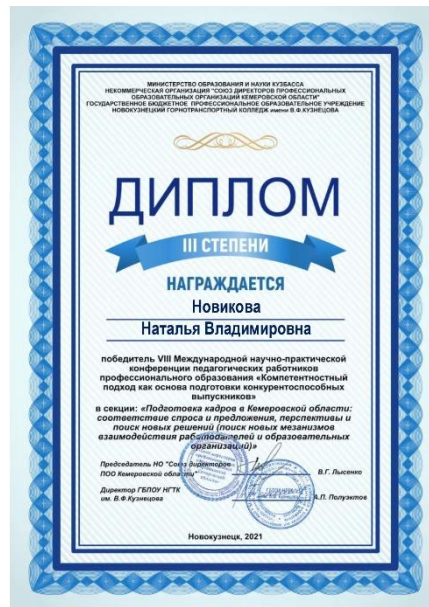 МИНИСТЕРСТВО ОБРАЗОВАНИЯ И НАУКИ КУЗБАССА
НЕКОММЕРЧЕСКАЯ ОРГАНИЗАЦИЯ "СОЮЗ ДИРЕКТОРОВ ПРОФЕССИОНАЛЬНЫХ
ОБРАЗОВАТЕЛЬНЫХ ОРГАНИЗАЦИЙ КЕМЕРОВСКОЙ ОБЛАСТИ"
ГОСУДАРСТВЕННОЕ БЮДЖЕТНОЕ ПРОФЕССИОНАЛЬНОЕ ОБРАЗОВАТЕЛЬНОЕ УЧРЕЖДЕНИЕ
НОВОКУЗНЕЦКИЙ ГОРНОТРАНСПОРТНЫЙ КОЛЛЕДЖ имени В.Ф.КУЗНЕЦОВА
ДИПЛОМ
III СТЕПЕНИ
НАГРАЖДАЕТСЯ
Новикова
Наталья Владимировна
победитель VIII Международной научно-практической
конференции педагогических работников
профессионального образования «Компетентностный
подход как основа подготовки конкурентоспособных
выпускников»
в секции: «Подготовка кадров в Кемеровской области:
соответствие спроса и предложения, перспективы и
поиск новых решений (поиск новых механизмов
взаимодействия работодателей и образовательных
организаций)»
Председатель НО "Союз директоров
ПОО Кемеровской области" В.Г. Лысенко
Директор ГБПОУ НГТК
им. В.Ф.Кузнецова А.П. Полуэктов
Новокузнецк, 2021